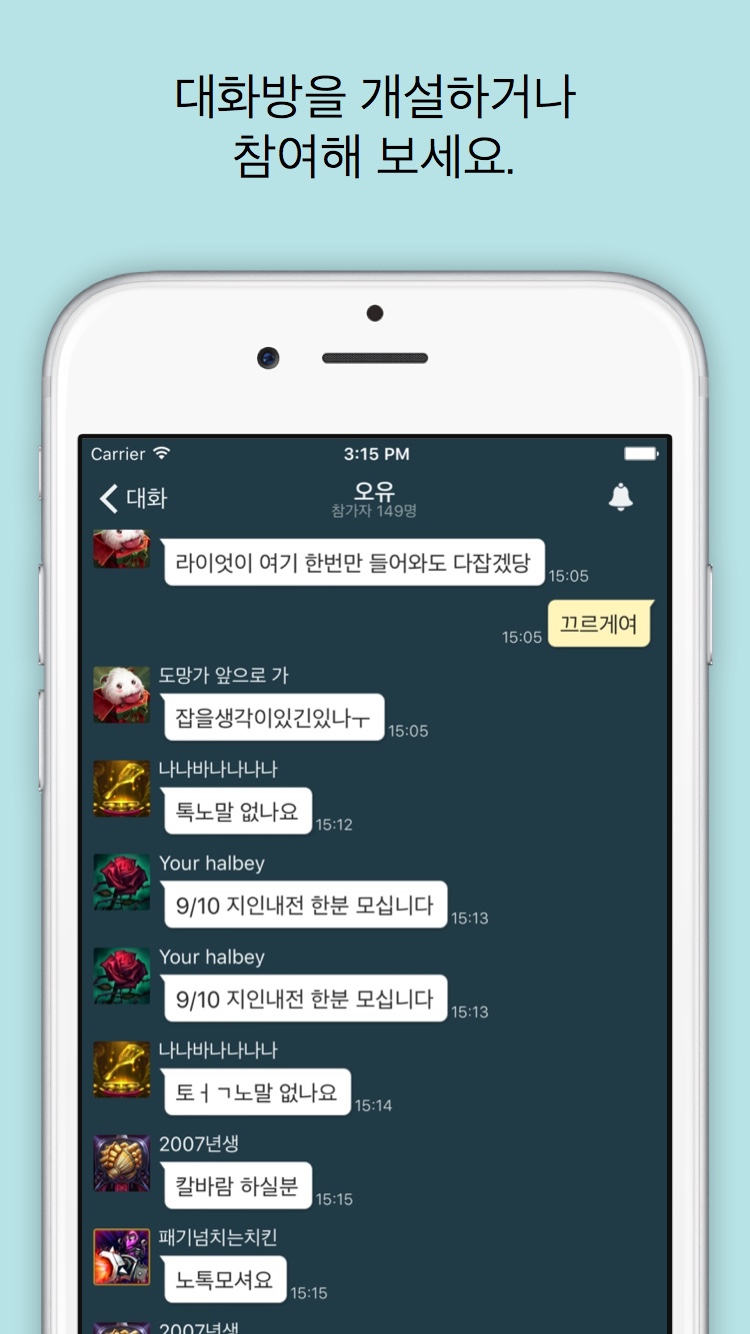 대화방을 개설하거나
참여해 보세요.
Carrier 3:15 PM
대화 오유
참가자 149명
라이엇이 여기 한번만 들어와도 다잡겠당 15:05
15:05 끄르게여
도망가 앞으로 가
잡을생각이있긴있나ㅜ 15:05
나나바나나나나
톡노말 없나요 15:12
Your halbey
9/10 지인내전 한분 모십니다 15:13
Your halbey
9/10 지인내전 한분 모십니다 15:13
나나바나나나나
토ㅓㄱ노말 없나요 15:14
2007년생
칼바람 하실분 15:15
패기넘치는치킨
노톡모셔요 15:15
2007년생